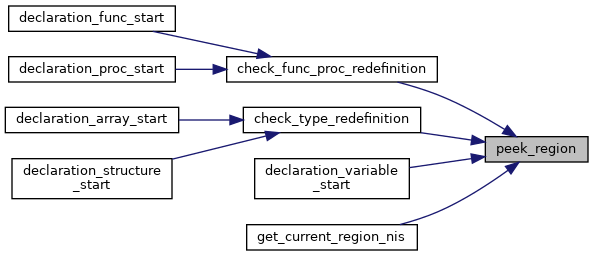 declaration_func_start
declaration_proc_start
check_func_proc_redefinition
declaration_array_start
check_type_redefinition
declaration_structure
_start
declaration_variable
_start
peek_region
get_current_region_nis